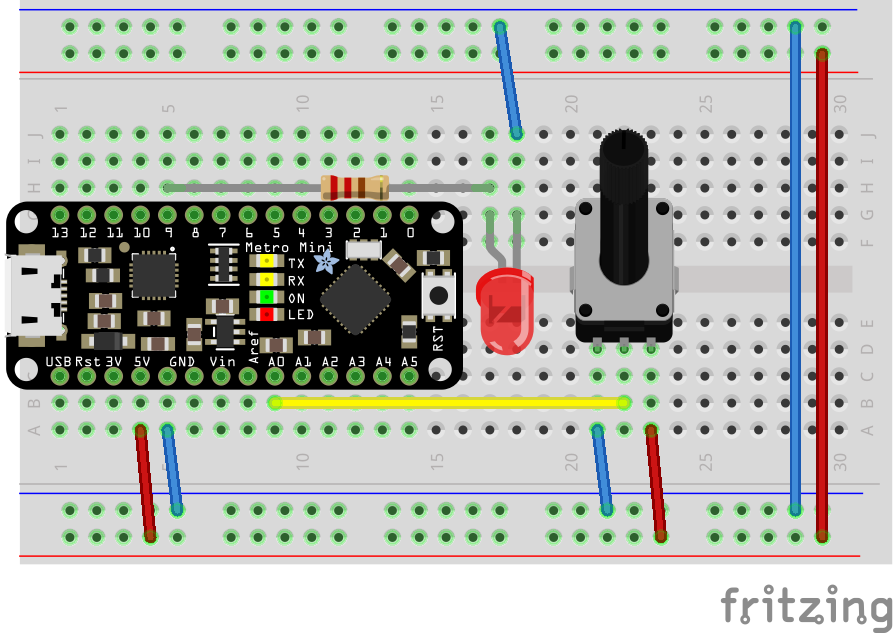 1 5 10 15 20 25 30
J J
I I
H H
G G
F
13 12 11 10 9 8 7 6 5 4 3 2 1 0
Metro Mini
TX
RX
ON
LED
RST
Aref
USB Rst 3V 5V GND Vin A0 A1 A2 A3 A4 A5
E
D
C
B B
A A
1 5 10 15 20 25 30
fritzing